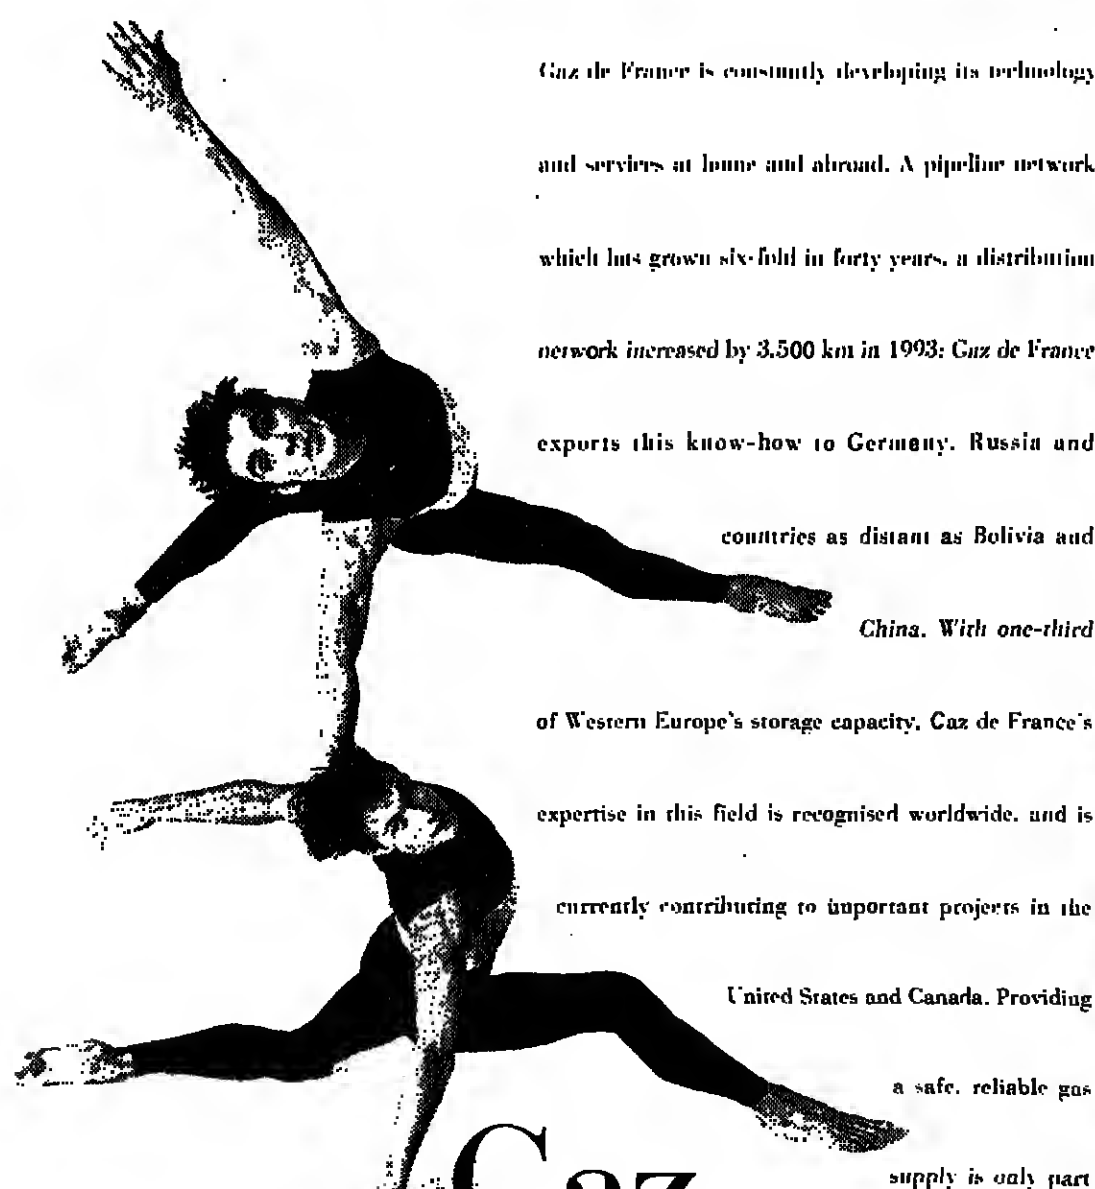 Gaz de France is constantly developing its technology
and services at home and abroad. A pipeline network
which has grown six-fold in forty years, a distribution
network increased by 3.500 km in 1993: Gaz de France
exports this know-how to Germany, Russia and
countries as distant as Bolivia and
China. With one-third
of Western Europe's storage capacity, Gaz de France's
expertise in this field is recognised worldwide, and is
currently contributing to important projects in the
United States and Canada. Providing
a safe, reliable gas
supply is only part
Gaz